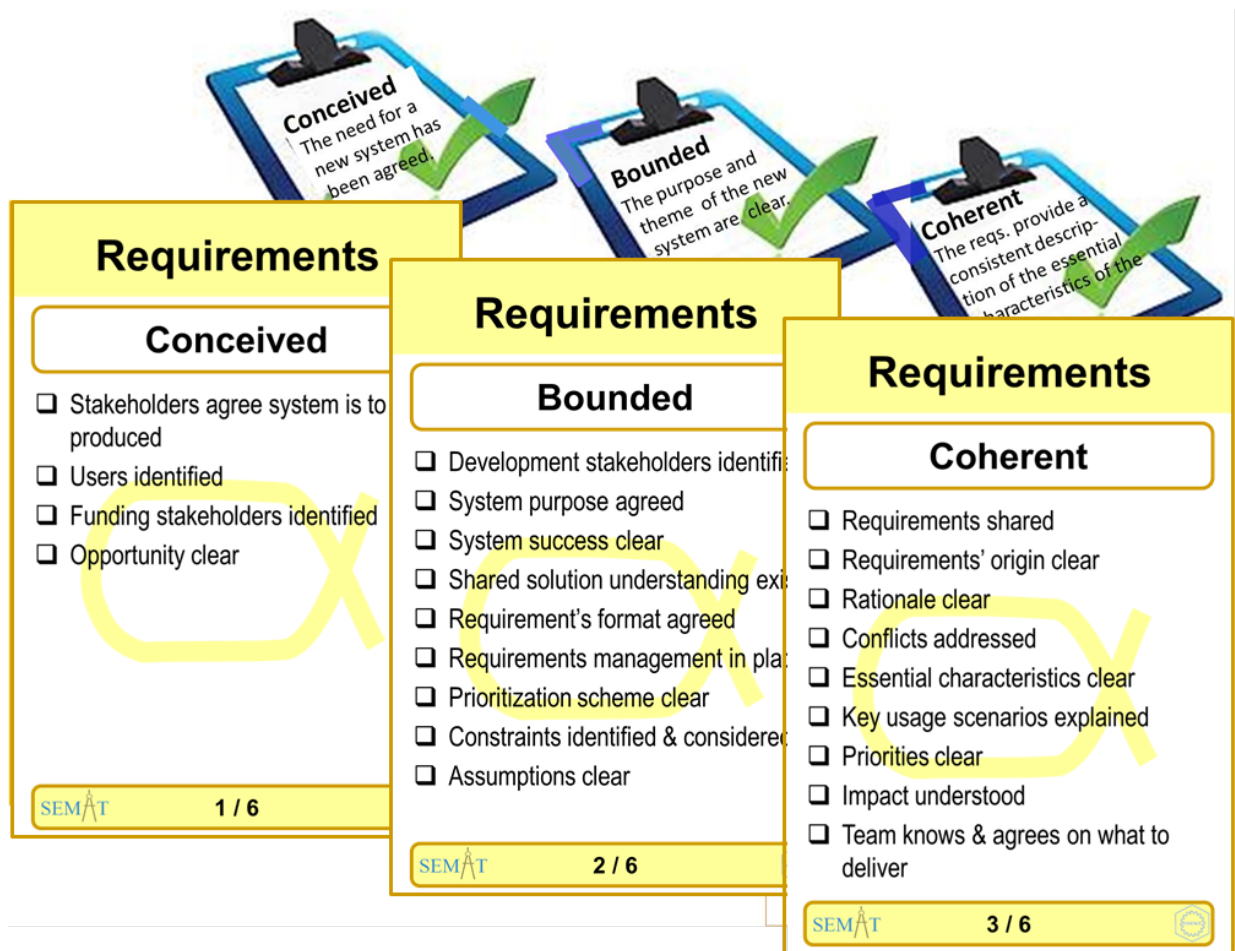 Conceived
The need for a
new system has
been agreed.
Bounded
The purpose and
theme of the new
system are clear.
Coherent
The reqs. provide a
consistent descrip-
tion of the essential
characteristics of the
Requirements
Conceived
❑ Stakeholders agree system is to
produced
❑ Users identified
❑ Funding stakeholders identified
❑ Opportunity clear
SEMAT
1 / 6
Requirements
Bounded
❑ Development stakeholders identifi
❑ System purpose agreed
❑ System success clear
❑ Shared solution understanding exi
❑ Requirement's format agreed
❑ Requirements management in pla
❑ Prioritization scheme clear
❑ Constraints identified & considered
❑ Assumptions clear
SEMAT
2 / 6
Requirements
Coherent
❑ Requirements shared
❑ Requirements' origin clear
❑ Rationale clear
❑ Conflicts addressed
❑ Essential characteristics clear
❑ Key usage scenarios explained
❑ Priorities clear
❑ Impact understood
❑ Team knows & agrees on what to
deliver
SEMAT
3 / 6